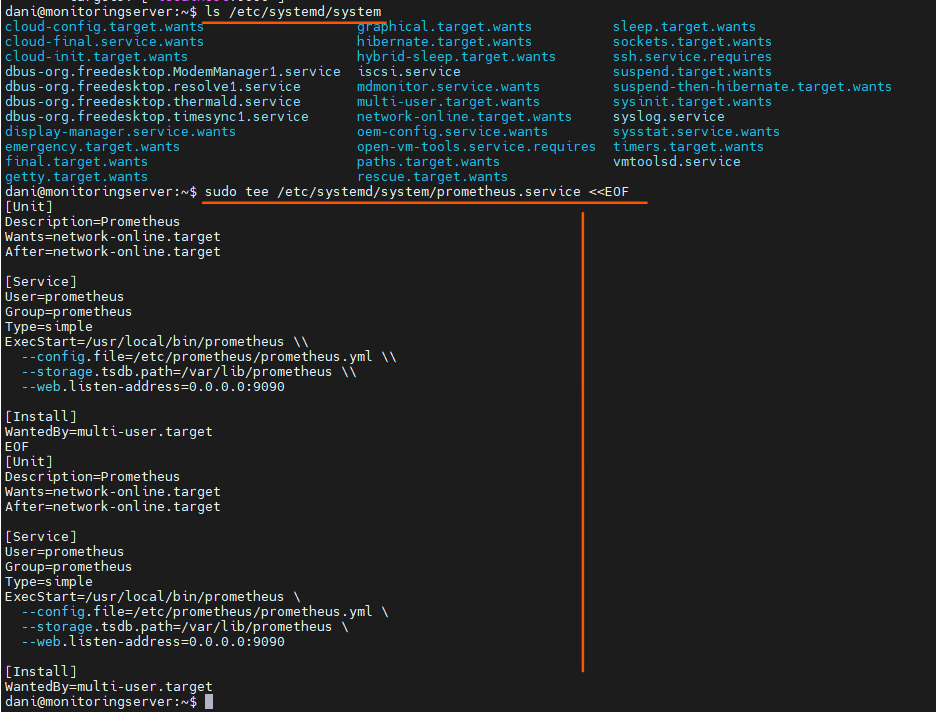 dani@monitoringserver:~$ ls /etc/systemd/system
cloud-config.target.wants graphical.target.wants sleep.target.wants
cloud-final.service.wants hibernate.target.wants sockets.target.wants
cloud-init.target.wants hybrid-sleep.target.wants ssh.service.requires
dbus-org.freedesktop.ModemManager1.service iscsi.service suspend.target.wants
dbus-org.freedesktop.resolve1.service mdmonitor.service.wants suspend-then-hibernate.target.wants
dbus-org.freedesktop.thermald.service multi-user.target.wants sysinit.target.wants
dbus-org.freedesktop.timesync1.service network-online.target.wants syslog.service
display-manager.service.wants oem-config.service.wants sysstat.service.wants
emergency.target.wants open-vm-tools.service.requires timers.target.wants
final.target.wants paths.target.wants vmtoolsd.service
getty.target.wants rescue.target.wants
dani@monitoringserver:~$ sudo tee /etc/systemd/system/prometheus.service <<EOF
[Unit]
Description=Prometheus
Wants=network-online.target
After=network-online.target

[Service]
User=prometheus
Group=prometheus
Type=simple
ExecStart=/usr/local/bin/prometheus \\
  --config.file=/etc/prometheus/prometheus.yml \\
  --storage.tsdb.path=/var/lib/prometheus \\
  --web.listen-address=0.0.0.0:9090

[Install]
WantedBy=multi-user.target
EOF
[Unit]
Description=Prometheus
Wants=network-online.target
After=network-online.target

[Service]
User=prometheus
Group=prometheus
Type=simple
ExecStart=/usr/local/bin/prometheus \
  --config.file=/etc/prometheus/prometheus.yml \
  --storage.tsdb.path=/var/lib/prometheus \
  --web.listen-address=0.0.0.0:9090

[Install]
WantedBy=multi-user.target
dani@monitoringserver:~$